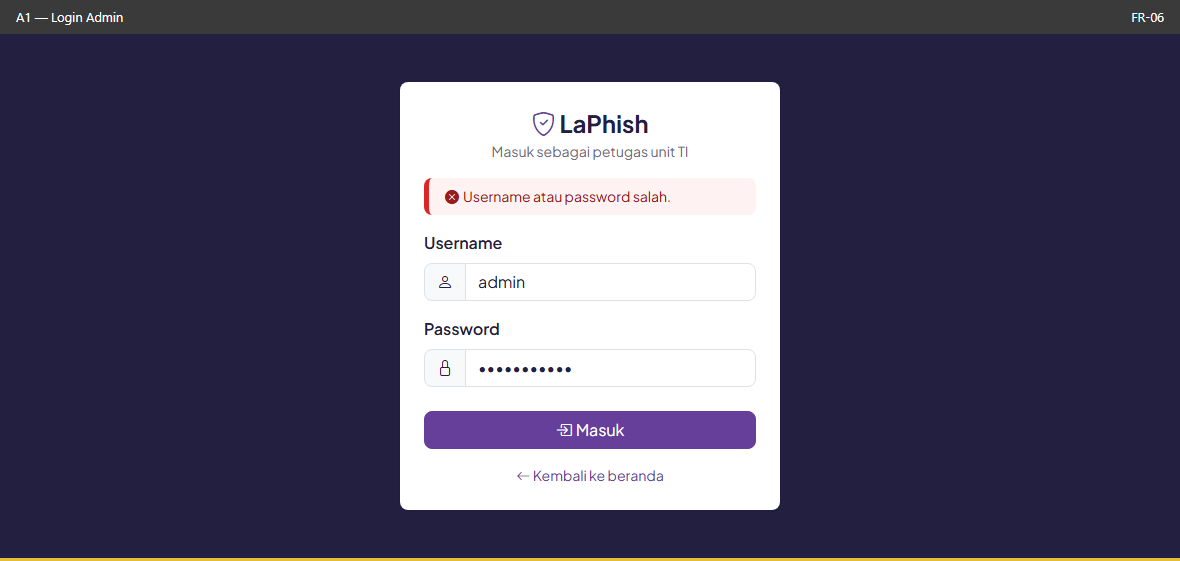 A1 — Login Admin
FR-06
LaPhish
Masuk sebagai petugas unit TI
Username atau password salah.
Username
admin
Password
•••••••••••
Masuk
← Kembali ke beranda